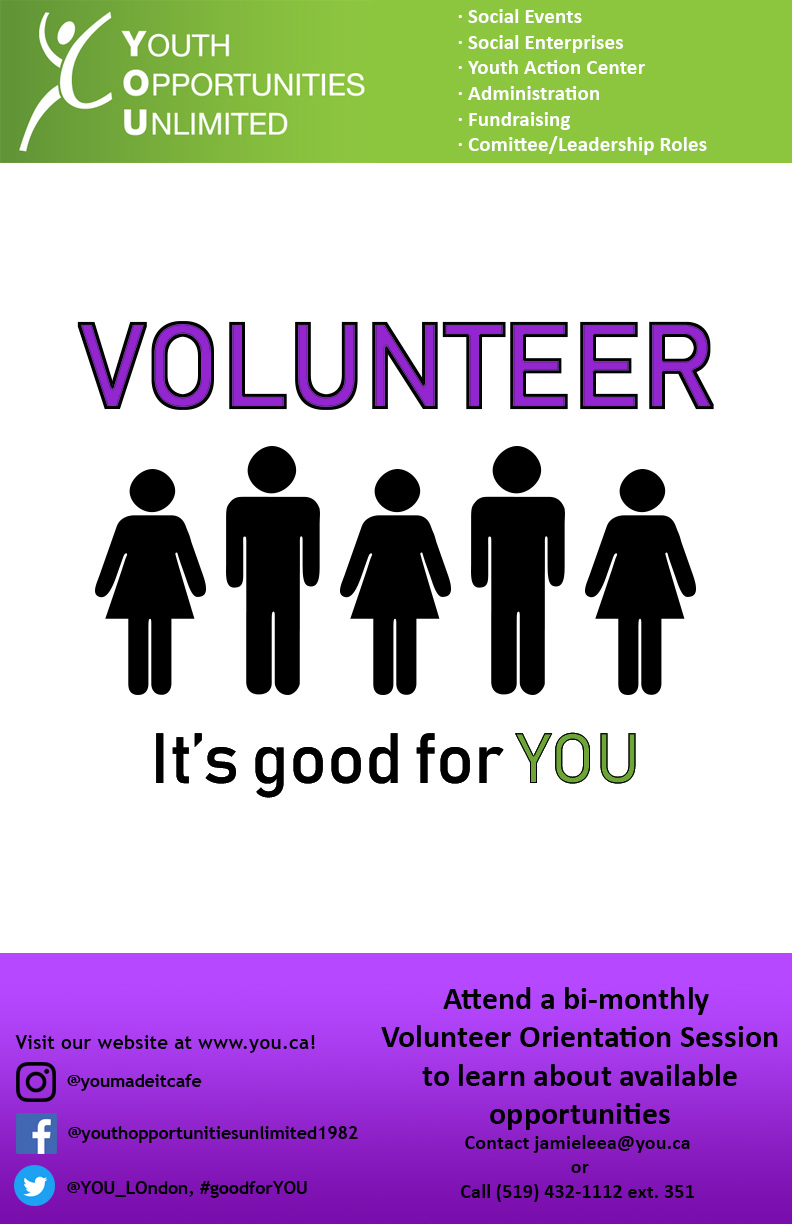 YOUTH
OPPORTUNITIES
UNLIMITED
· Social Events
· Social Enterprises
· Youth Action Center
· Administration
· Fundraising
· Comittee/Leadership Roles
VOLUNTEER
It's good for YOU
Visit our website at www.you.ca!
@youmadeitcafe
@youthopportunitiesunlimited1982
@YOU_LOndon, #goodforYOU
Attend a bi-monthly
Volunteer Orientation Session
to learn about available
opportunities
Contact jamieleea@you.ca
or
Call (519) 432-1112 ext. 351